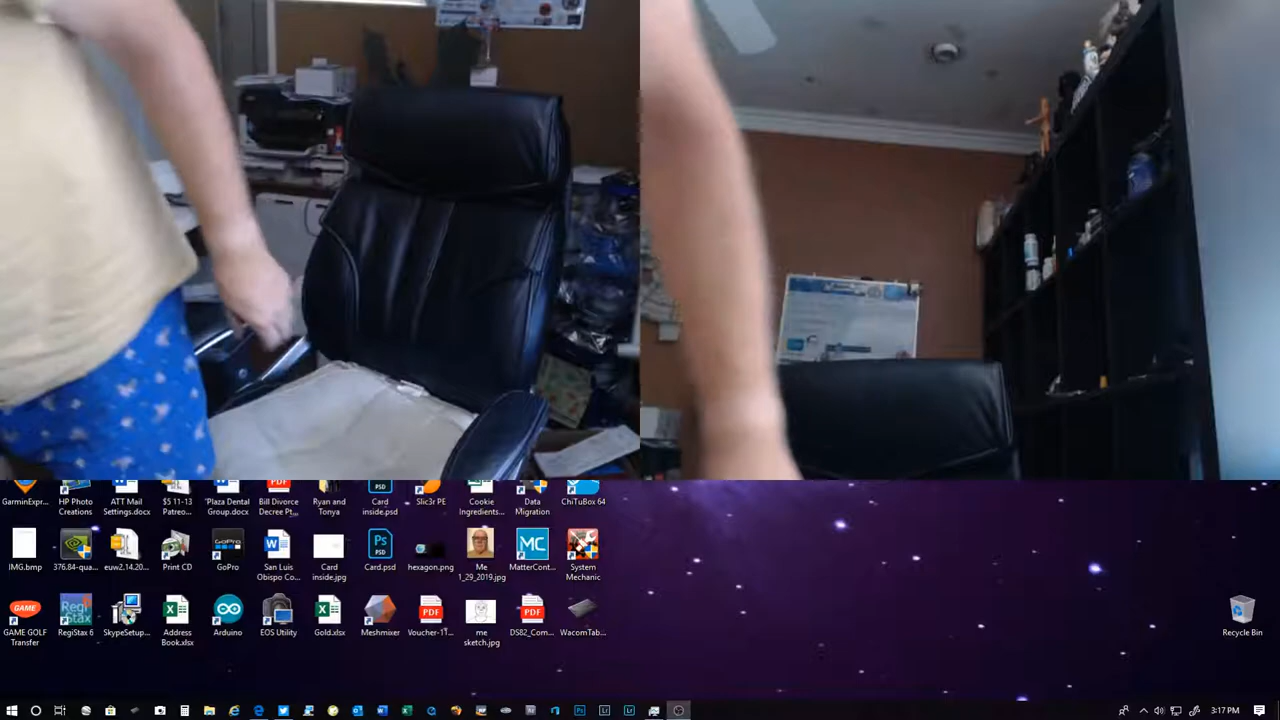 GarminExpr...
HP Photo Creations
ATT Mail Settings.docx
"Plaza Dental Group.docx
$5 11-13 Patreo...
Bill Divorce Decree Pt...
Ryan and Tonya
Card inside.psd
Slic3r PE
Cookie Ingredients...
Data Migration
ChiTuBox 64
IMG.bmp
376.84-qua...
euw2.14.20...
Print CD
GoPro
San Luis Obispo Co...
Card inside.jpg
Card.psd
hexagon.png
Me 1_29_2019.jpg
MatterCont...
System Mechanic
GAME GOLF Transfer
RegiStax 6
SkypeSetup...
Address Book.xlsx
Arduino
EOS Utility
Gold.xlsx
Meshmixer
Voucher-1T...
me sketch.jpg
DS82_Com...
WacomTab...
Recycle Bin
3:17 PM